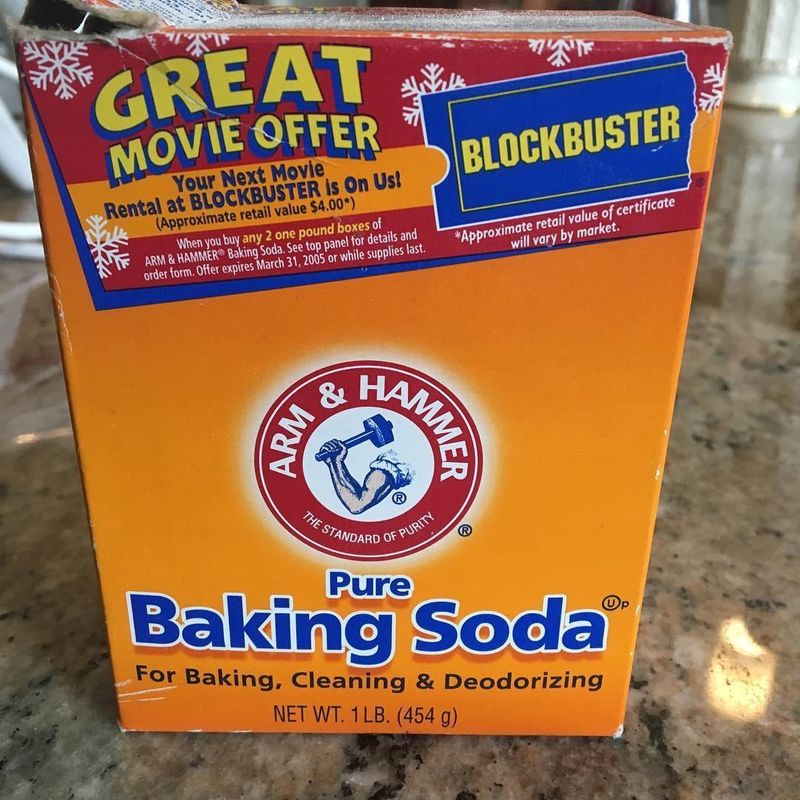 GREAT
MOVIE OFFER
Your Next Movie
Rental at BLOCKBUSTER is On Us!
(Approximate retail value $4.00*)
When you buy any 2 one pound boxes of
ARM & HAMMER® Baking Soda. See top panel for details and
order form. Offer expires March 31, 2005 or while supplies last.
BLOCKBUSTER
®
*Approximate retail value of certificate
will vary by market.
ARM & HAMMER
®
THE STANDARD OF PURITY
®
Pure
Baking Soda
Ⓤp
For Baking, Cleaning & Deodorizing
NET WT. 1 LB. (454 g)